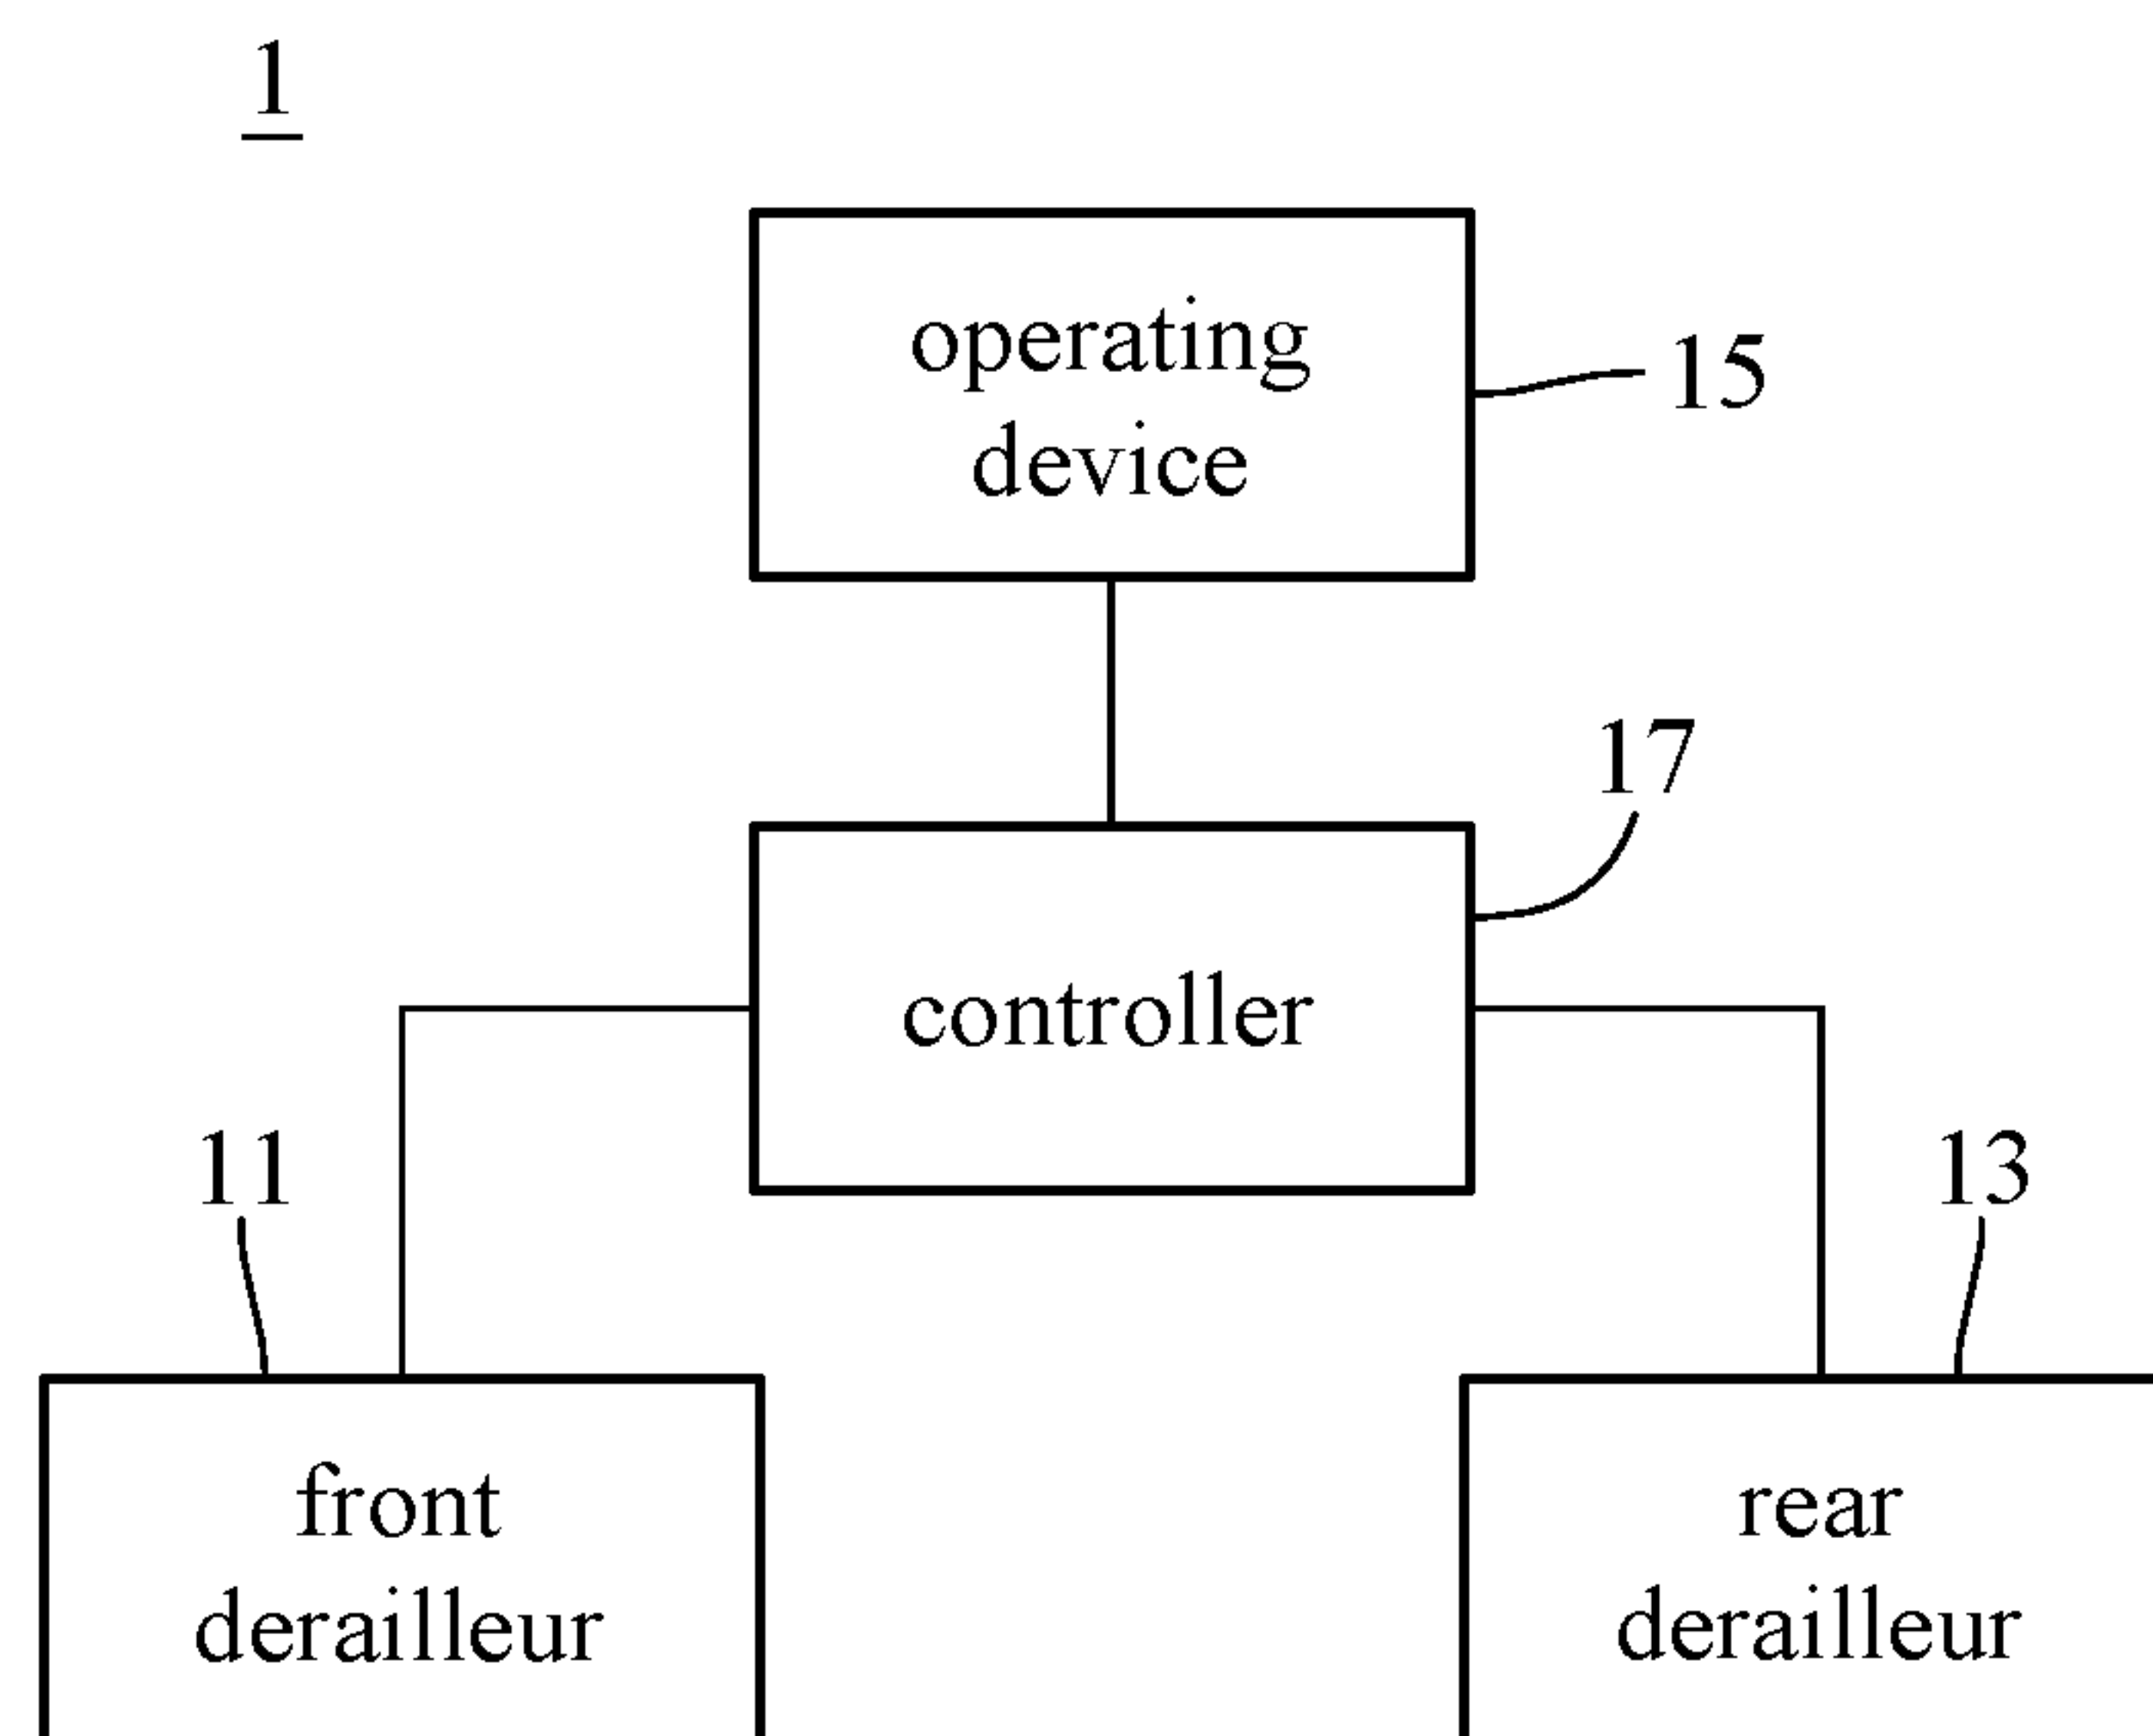 1
operating
device
15
17
controller
11
13
front
derailleur
rear
derailleur